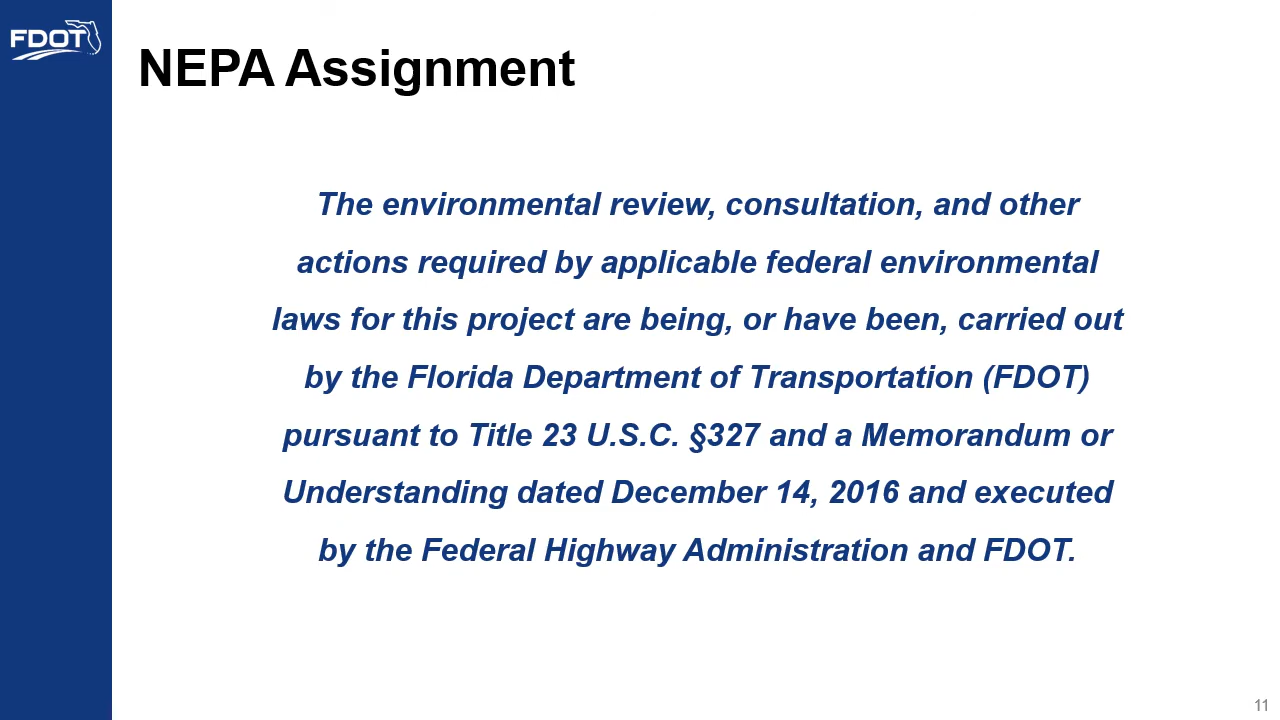 FDOT
NEPA Assignment
The environmental review, consultation, and other
actions required by applicable federal environmental
laws for this project are being, or have been, carried out
by the Florida Department of Transportation (FDOT)
pursuant to Title 23 U.S.C. §327 and a Memorandum or
Understanding dated December 14, 2016 and executed
by the Federal Highway Administration and FDOT.
11